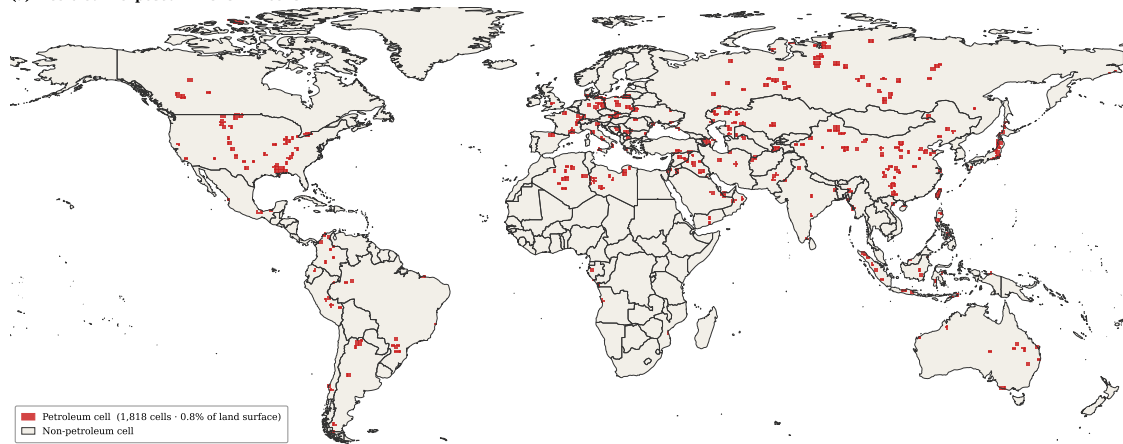 Petroleum cell (1,818 cells · 0.8% of land surface)
Non-petroleum cell